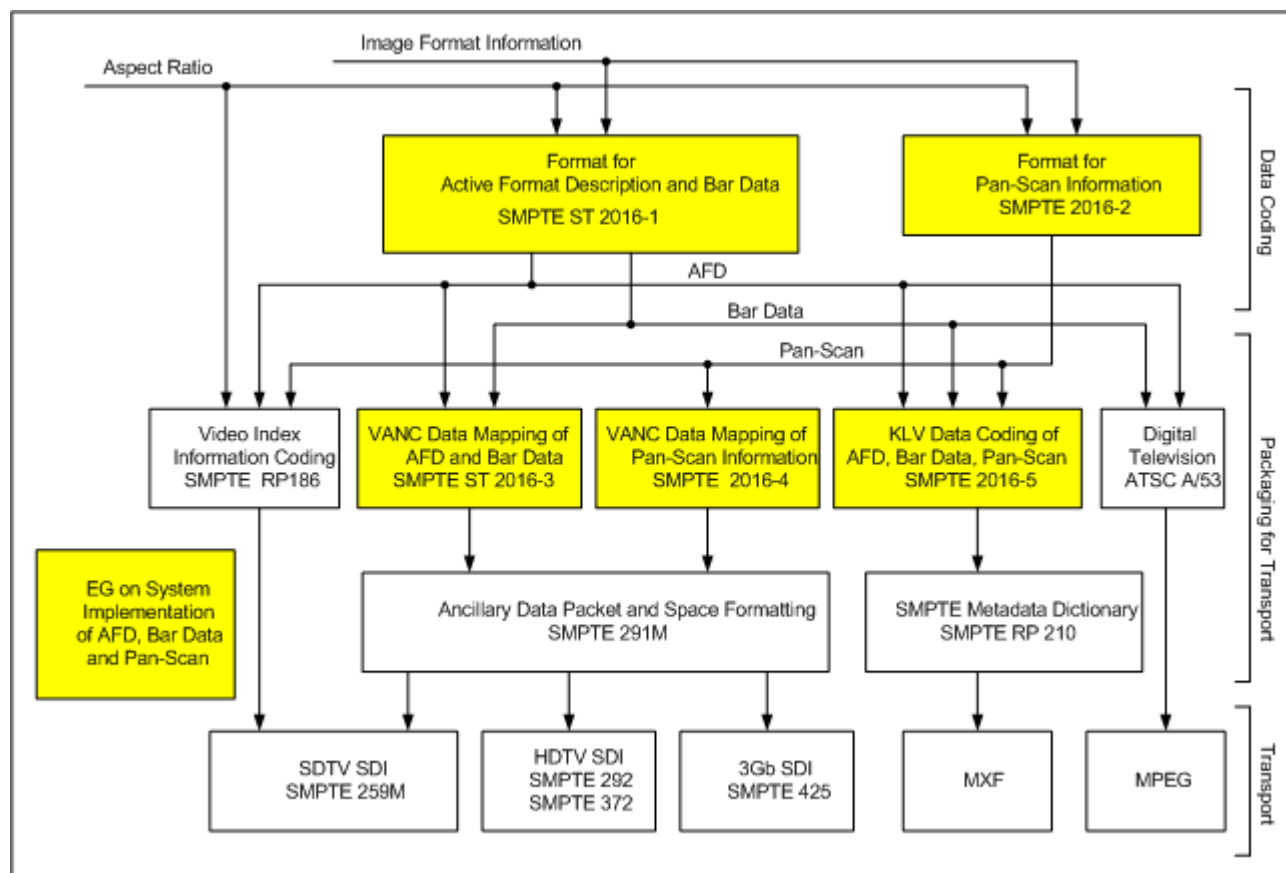 Image Format Information
Aspect Ratio
Format for
Active Format Description and Bar Data
SMPTE ST 2016-1
Format for
Pan-Scan Information
SMPTE 2016-2
Data Coding
AFD
Bar Data
Pan-Scan
Video Index
Information Coding
SMPTE RP186
VANC Data Mapping of
AFD and Bar Data
SMPTE ST 2016-3
VANC Data Mapping of
Pan-Scan Information
SMPTE 2016-4
KLV Data Coding of
AFD, Bar Data, Pan-Scan
SMPTE 2016-5
Digital
Television
ATSC A/53
Packaging for Transport
EG on System
Implementation
of AFD, Bar Data
and Pan-Scan
Ancillary Data Packet and Space Formatting
SMPTE 291M
SMPTE Metadata Dictionary
SMPTE RP 210
SDTV SDI
SMPTE 259M
HDTV SDI
SMPTE 292
SMPTE 372
3Gb SDI
SMPTE 425
MXF
MPEG
Transport